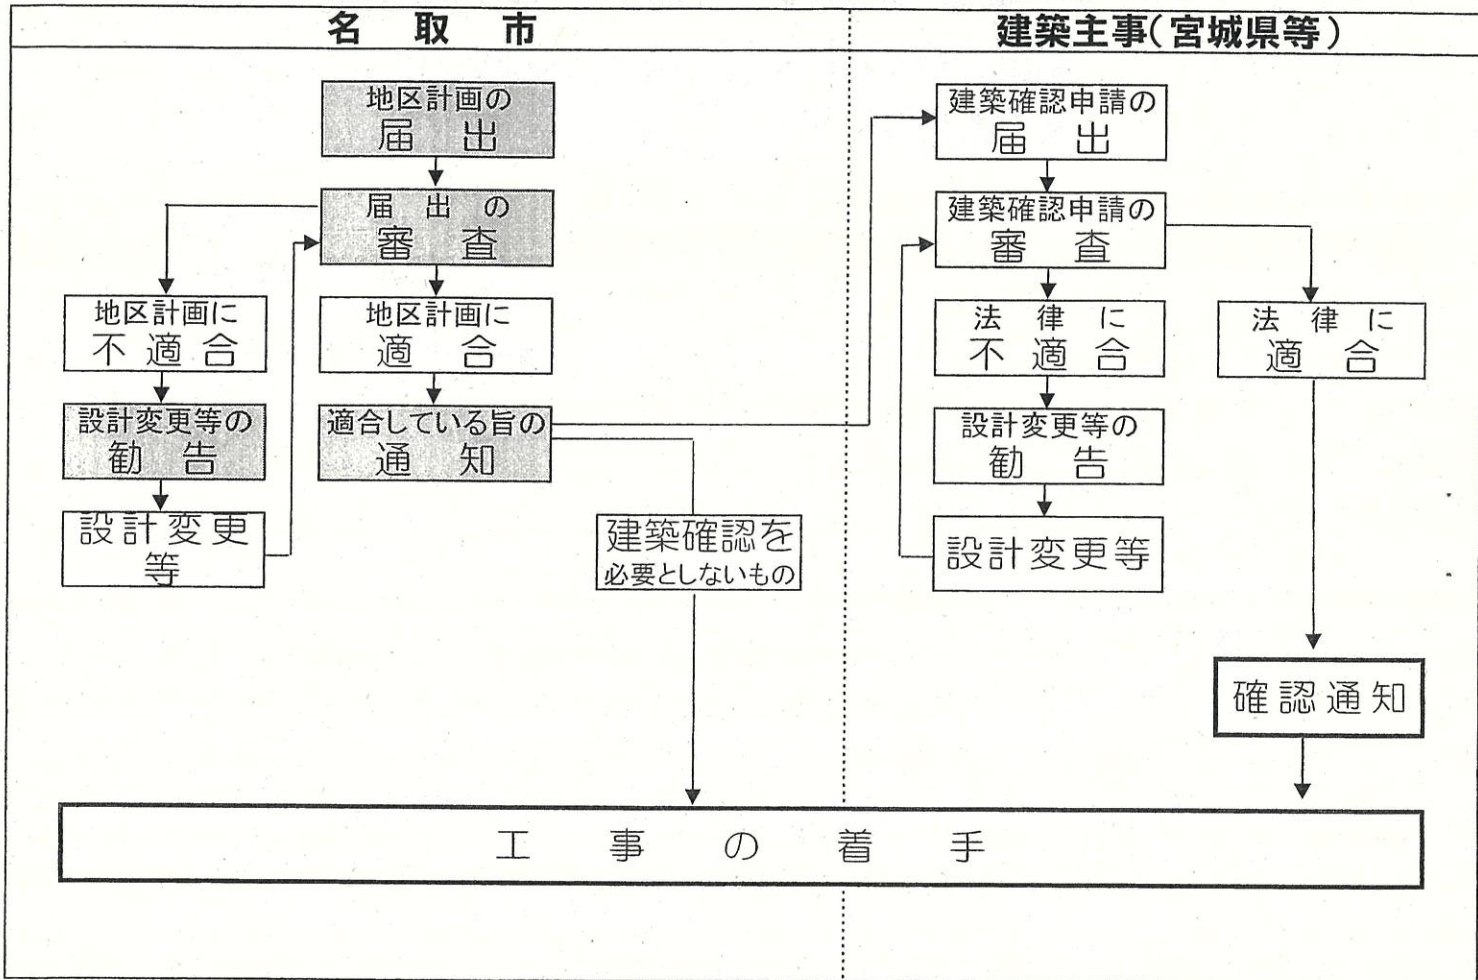 名取市
建築主事(宮城県等)
地区計画の
届出
届出の
審査
地区計画に
不適合
地区計画に
適合
設計変更等の
勧告
適合している旨の
通知
設計変更
等
建築確認を
必要としないもの
建築確認申請の
届出
建築確認申請の
審査
法律に
不適合
法律に
適合
設計変更等の
勧告
設計変更等
確認通知
工事の着手